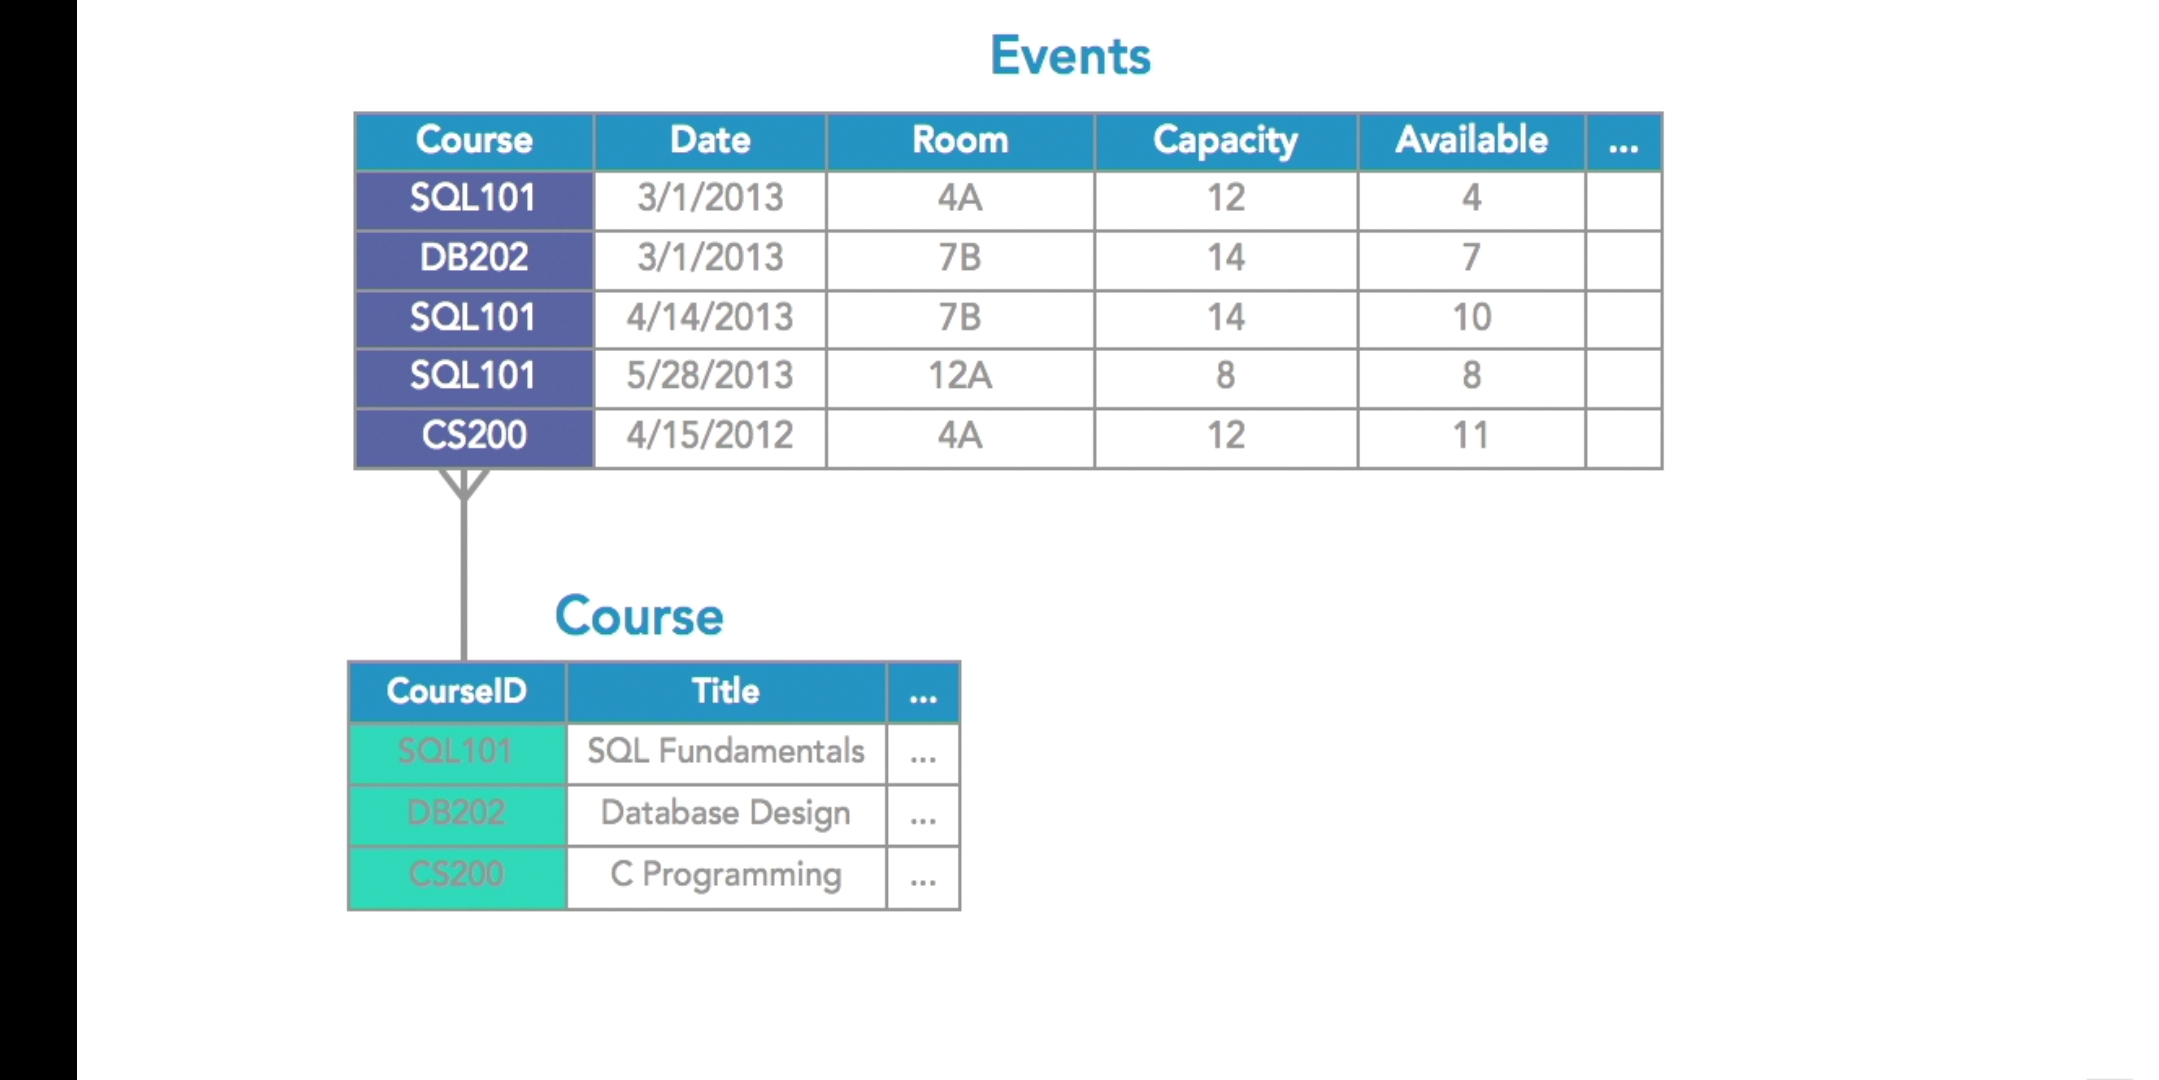 Events
Course Date Room Capacity Available ...
SQL101 3/1/2013 4A 12 4
DB202 3/1/2013 7B 14 7
SQL101 4/14/2013 7B 14 10
SQL101 5/28/2013 12A 8 8
CS200 4/15/2012 4A 12 11
Course
CourseID Title ...
SQL101 SQL Fundamentals ...
DB202 Database Design ...
CS200 C Programming ...